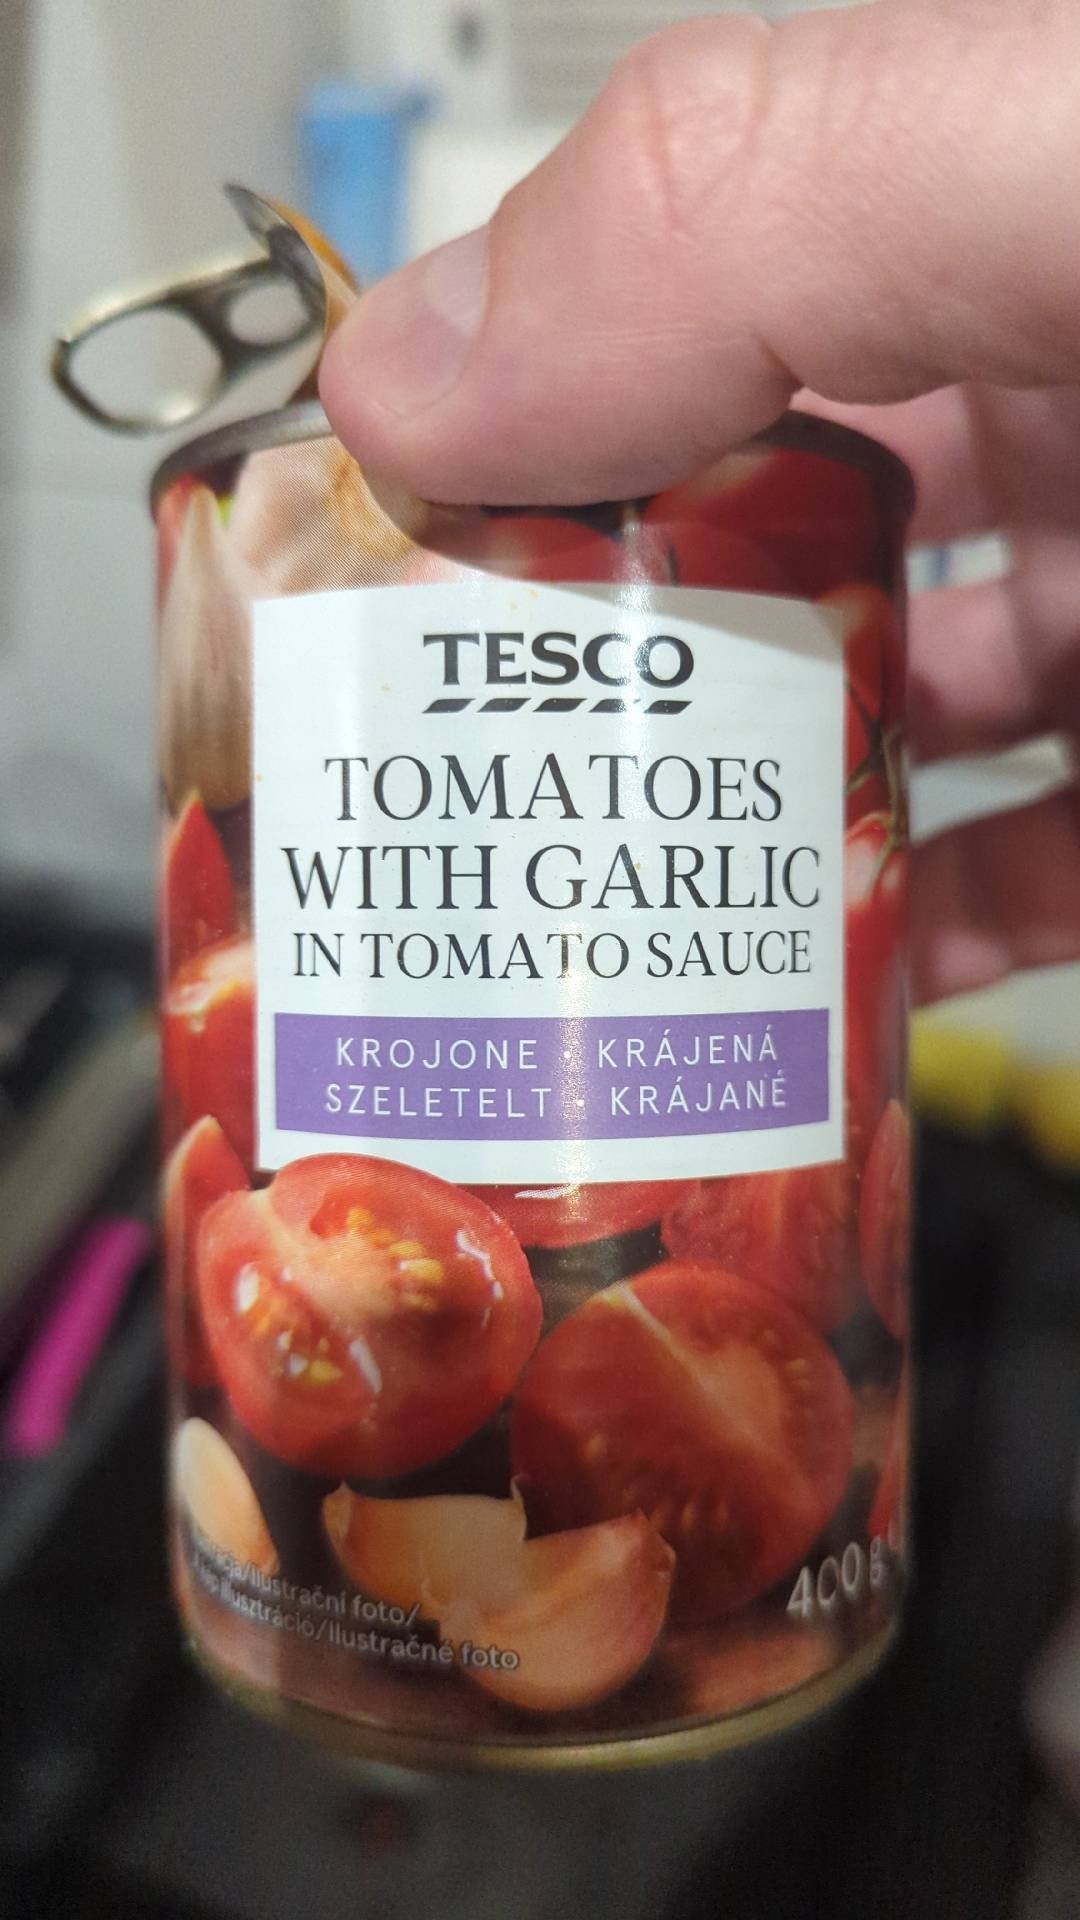 TESCO
TOMATOES
WITH GARLIC
IN TOMATO SAUCE
KROJONE · KRÁJENÁ
SZELETELT · KRÁJANÉ
400 g
/Ilustrační foto/
illusztráció/Ilustračné foto